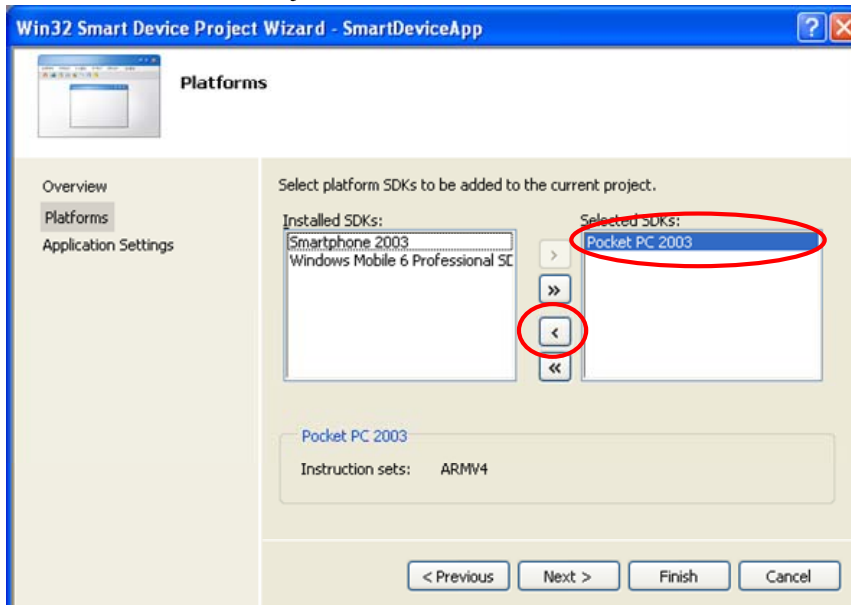 Win32 Smart Device Project Wizard - SmartDeviceApp
Platforms
Overview
Platforms
Application Settings
Select platform SDKs to be added to the current project.
Installed SDKs:
Smartphone 2003
Windows Mobile 6 Professional SD
>
>>
<
<<
Selected SDKs:
Pocket PC 2003
Pocket PC 2003
Instruction sets: ARMV4
< Previous Next > Finish Cancel